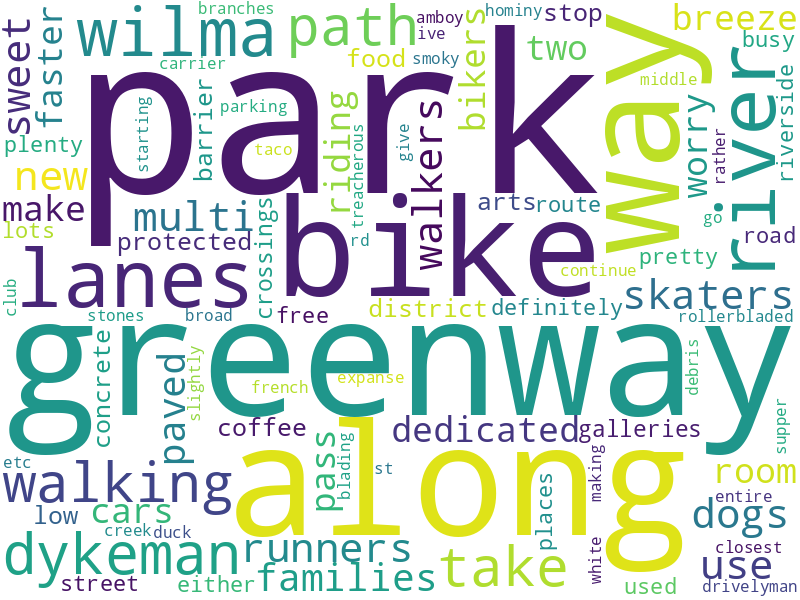 branches
amboy
hominy
stop
breeze
sweet
faster
wilma
path
ive
bikers
two
busy
carrier
food
smoky
park
way
river
middle
riverside
starting
barrier
parking
riding
treacherous
walkers
give
worry
rather
plenty
taco
new
make
multi
arts
route
go
road
lots
protected
crossings
rd
bike
continue
pretty
lanes
club
stones
broad
free
district
definitely
skaters
rollerbladed
greenway
concrete
paved
slightly
french
expanse
debris
supper
coffee
along
dedicated
galleries
etc
walking
pass
blading
st
places
making
room
entire
low
cars
creek
duck
dogs
closest
dykeman
runners
take
white
use
street
either
families
used
drivelyman